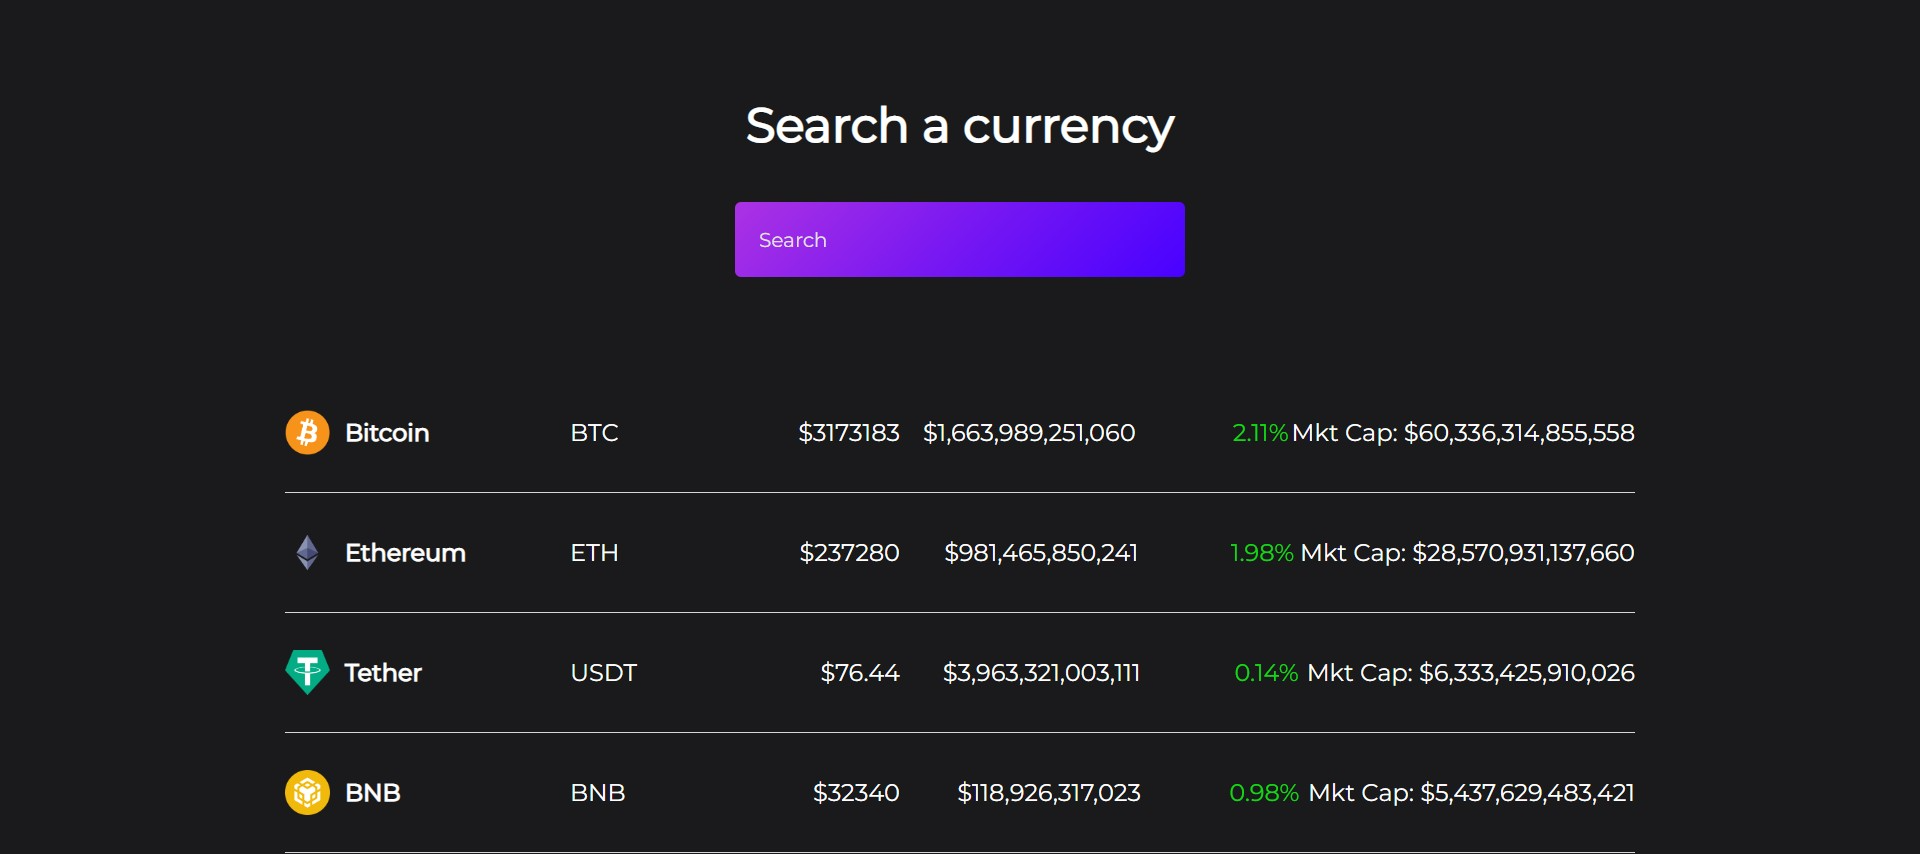 Search a currency
Search
Bitcoin BTC $3173183 $1,663,989,251,060 2.11% Mkt Cap: $60,336,314,855,558
Ethereum ETH $237280 $981,465,850,241 1.98% Mkt Cap: $28,570,931,137,660
Tether USDT $76.44 $3,963,321,003,111 0.14% Mkt Cap: $6,333,425,910,026
BNB BNB $32340 $118,926,317,023 0.98% Mkt Cap: $5,437,629,483,421